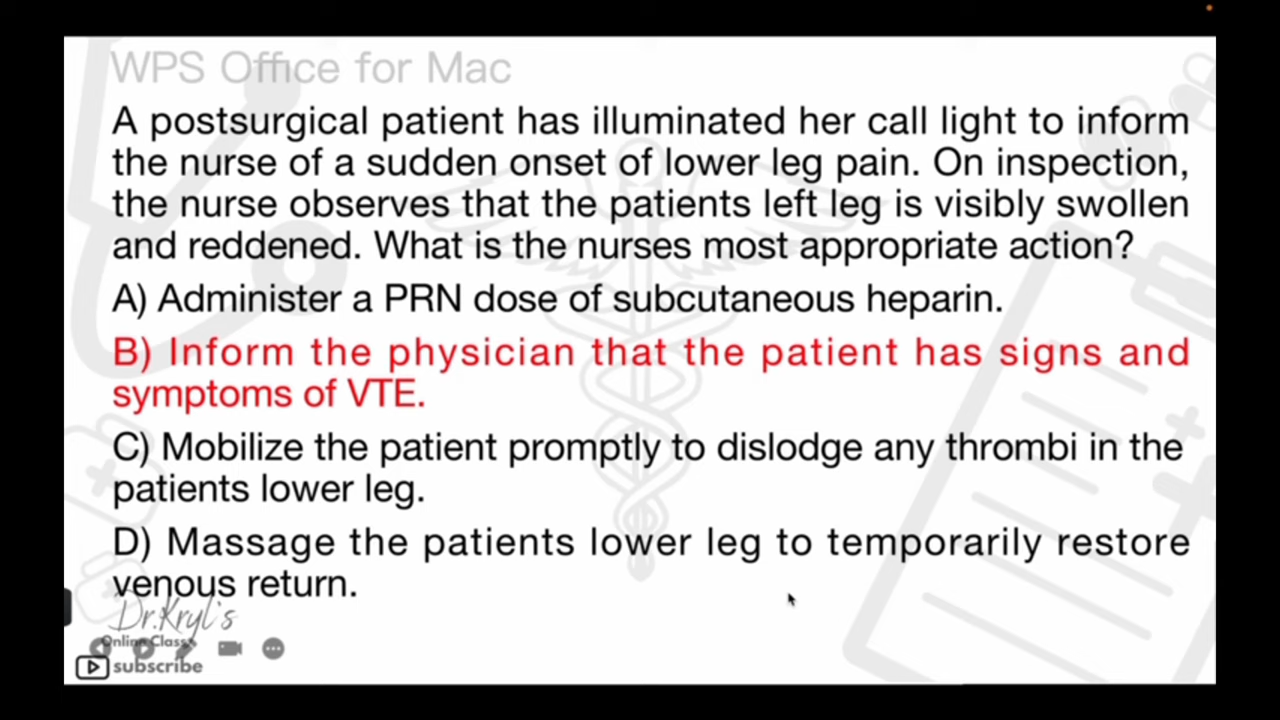 WPS Office for Mac
A postsurgical patient has illuminated her call light to inform
the nurse of a sudden onset of lower leg pain. On inspection,
the nurse observes that the patients left leg is visibly swollen
and reddened. What is the nurses most appropriate action?
A) Administer a PRN dose of subcutaneous heparin.
B) Inform the physician that the patient has signs and
symptoms of VTE.
C) Mobilize the patient promptly to dislodge any thrombi in the
patients lower leg.
D) Massage the patients lower leg to temporarily restore
venous return.
Dr.Kryl's
Online Class
subscribe